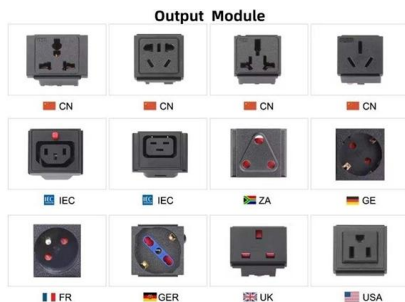 Output Module
CN
CN
CN
CN
IEC
IEC
ZA
GE
FR
GER
UK
USA